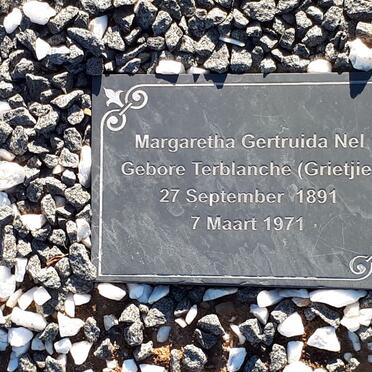 Margaretha Gertruida Nel
Gebore Terblanche (Grietjie
27 September 1891
7 Maart 1971